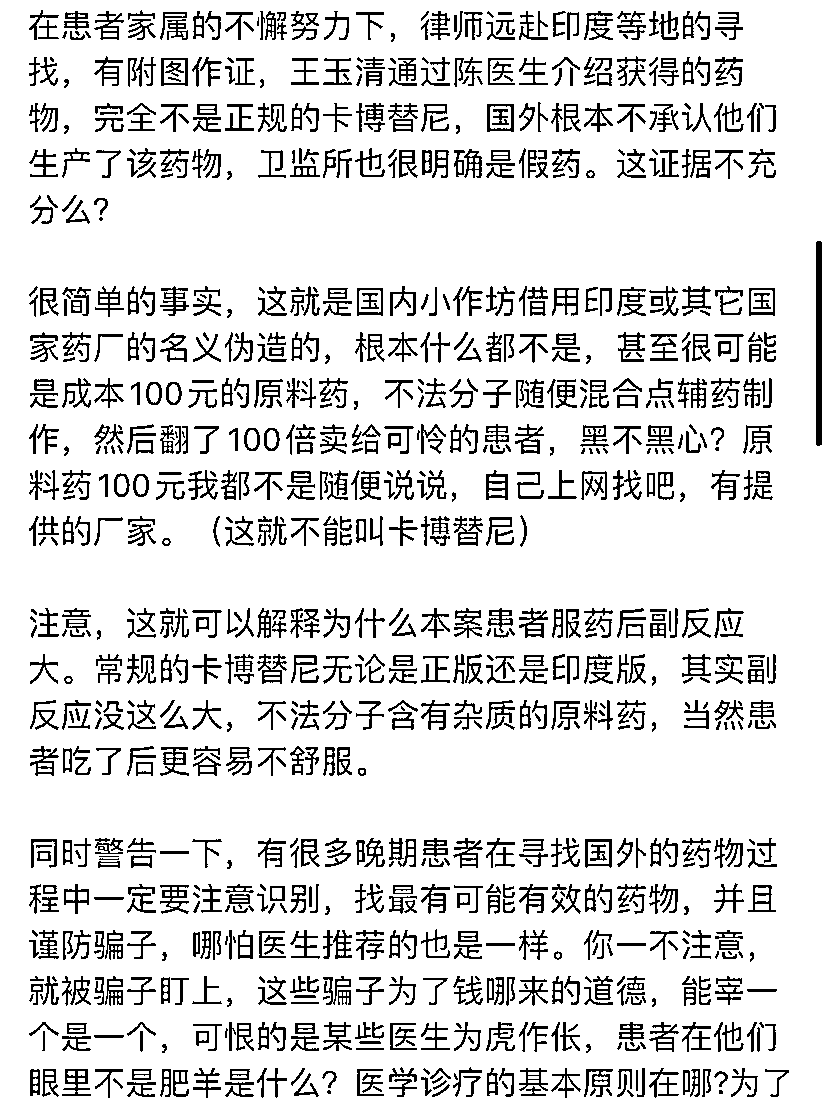 在患者家属的不懈努力下，律师远赴印度等地的寻
找，有附图作证，王玉清通过陈医生介绍获得的药
物，完全不是正规的卡博替尼，国外根本不承认他们
生产了该药物，卫监所也很明确是假药。这证据不充
分么？
很简单的事实，这就是国内小作坊借用印度或其它国
家药厂的名义伪造的，根本什么都不是，甚至很可能
是成本100元的原料药，不法分子随便混合点辅药制
作，然后翻了100倍卖给可怜的患者，黑不黑心？原
料药100元我都不是随便说说，自己上网找吧，有提
供的厂家。（这就不能叫卡博替尼）
注意，这就可以解释为什么本案患者服药后副反应
大。常规的卡博替尼无论是正版还是印度版，其实副
反应没这么大，不法分子含有杂质的原料药，当然患
者吃了后更容易不舒服。
同时警告一下，有很多晚期患者在寻找国外的药物过
程中一定要注意识别，找最有可能有效的药物，并且
谨防骗子，哪怕医生推荐的也是一样。你一不注意，
就被骗子盯上，这些骗子为了钱哪来的道德，能宰一
个是一个，可恨的是某些医生为虎作伥，患者在他们
眼里不是肥羊是什么？医学诊疗的基本原则在哪?为了